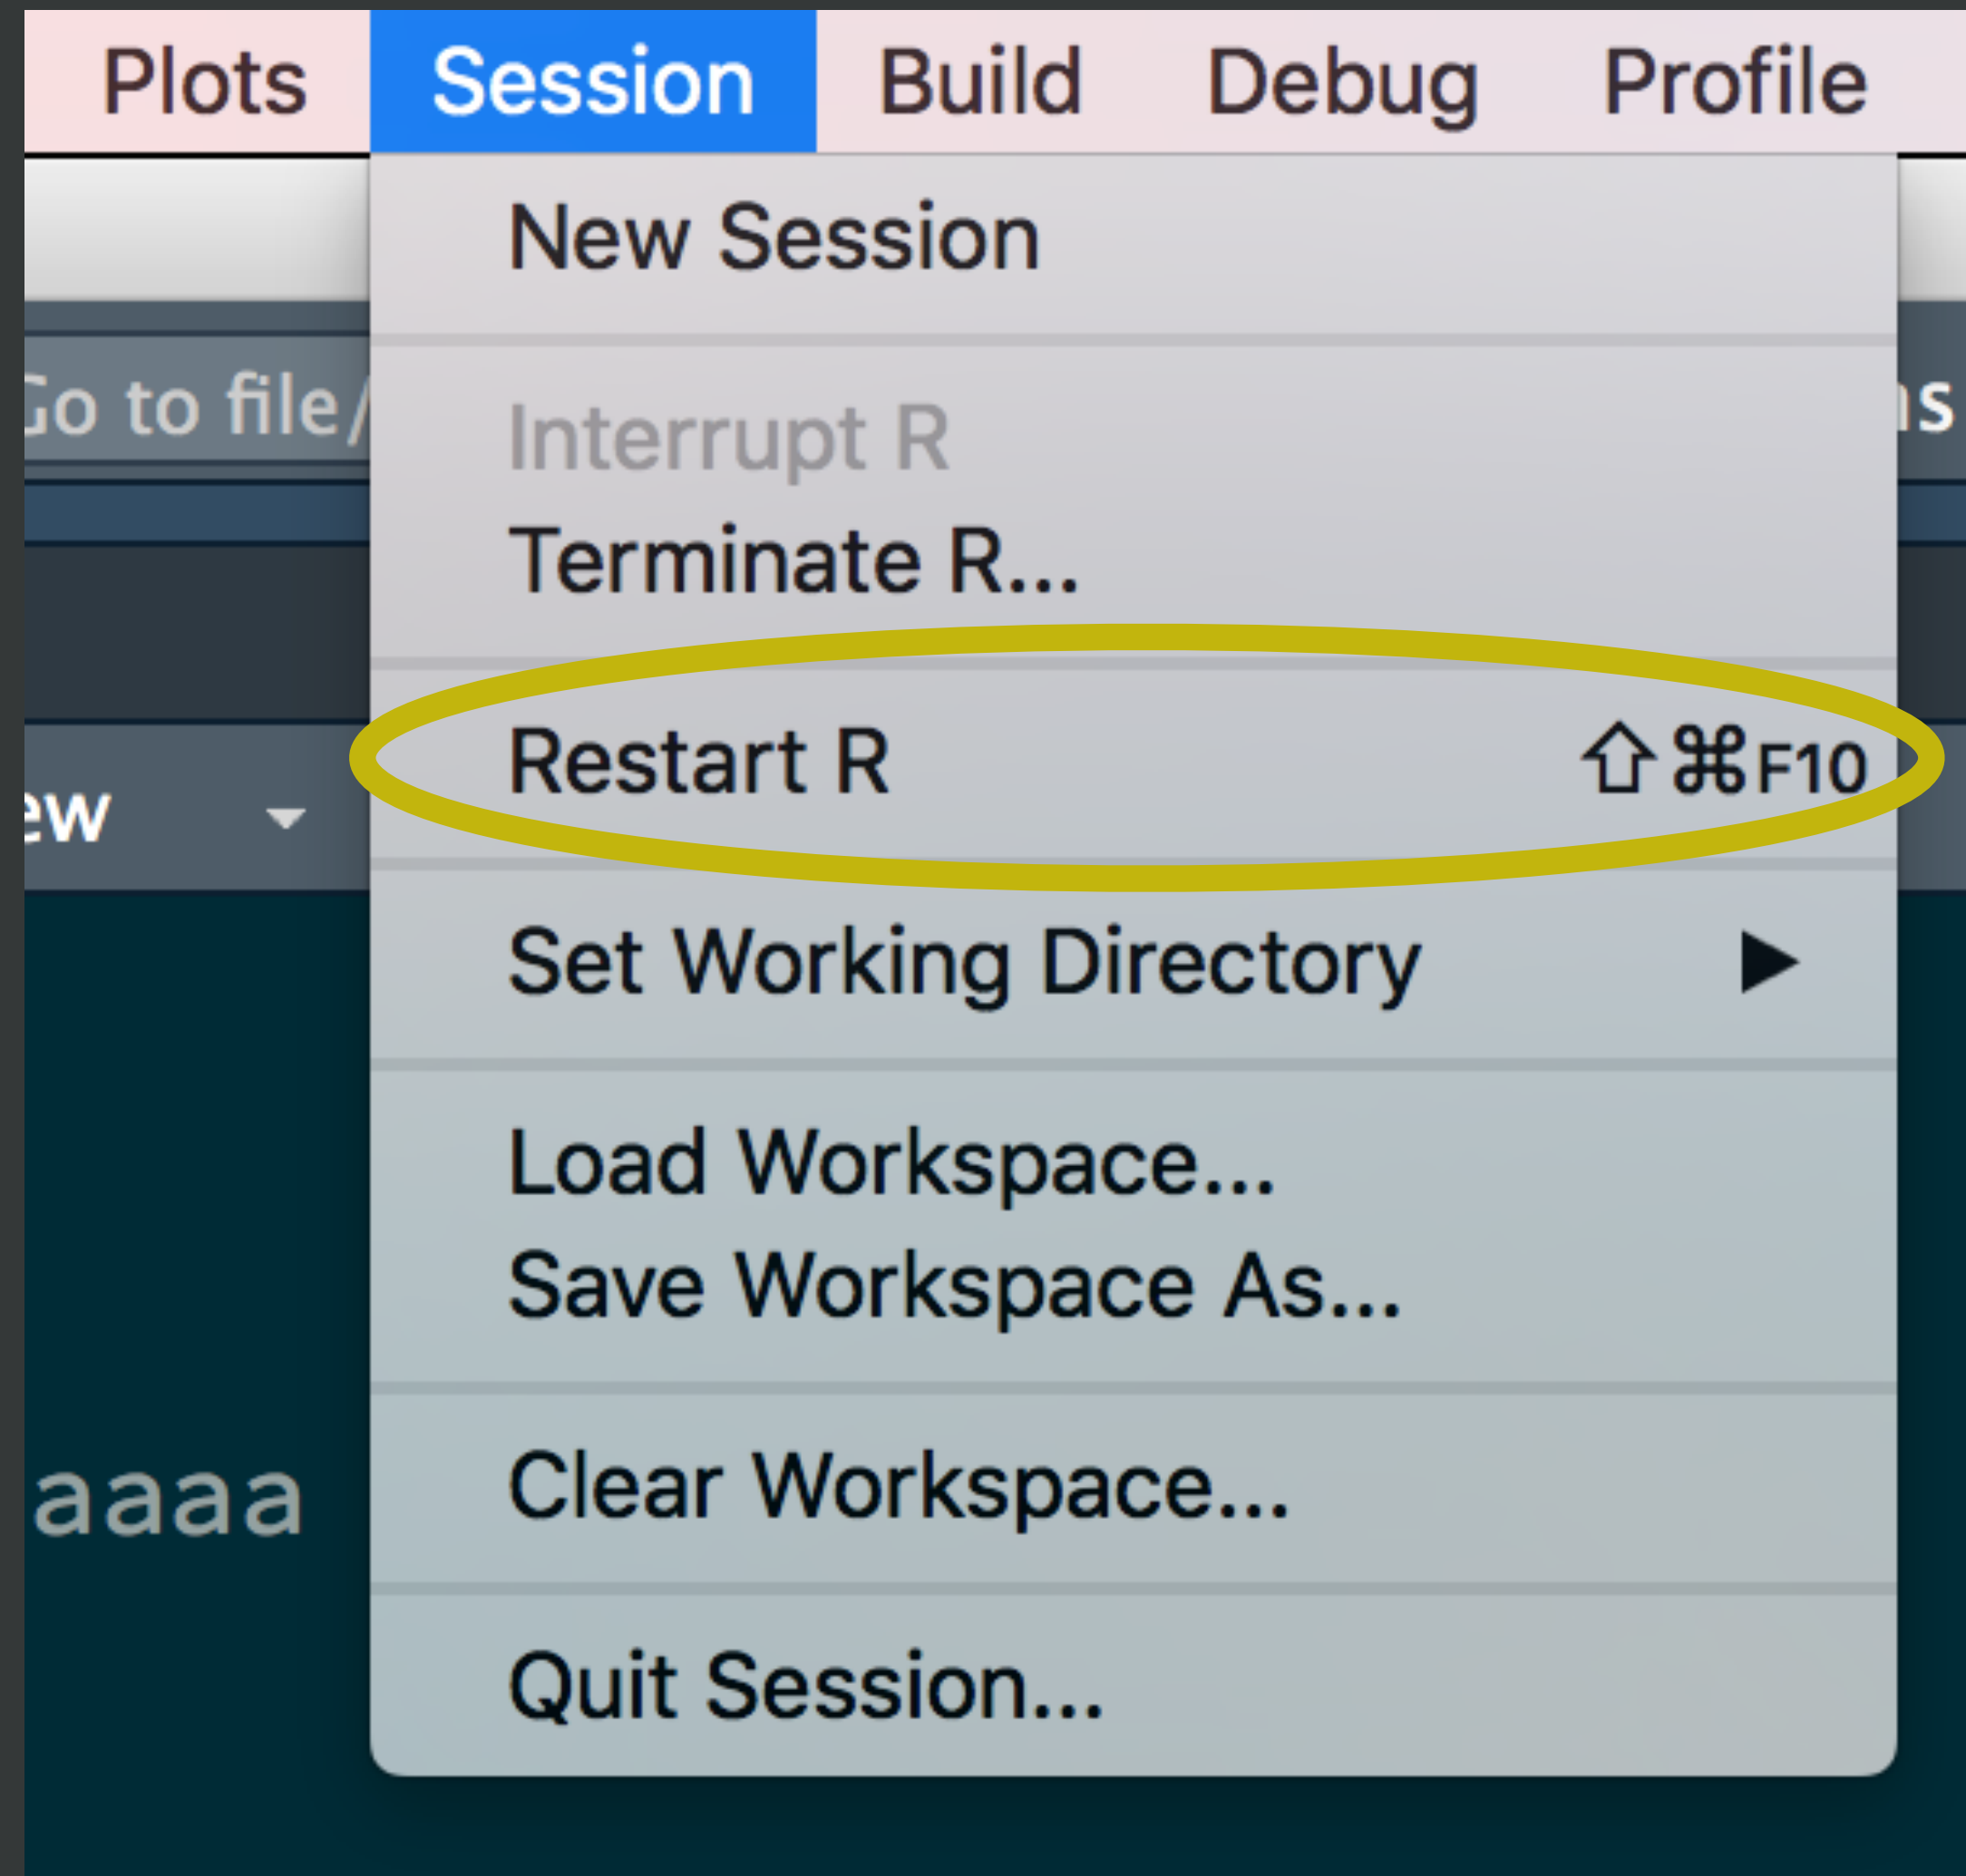 Plots Session Build Debug Profile
New Session
Go to file/
Interrupt R
Terminate R...
Restart R ⇧⌘F10
Set Working Directory ▶
Load Workspace...
Save Workspace As...
Clear Workspace...
aaaa
Quit Session...